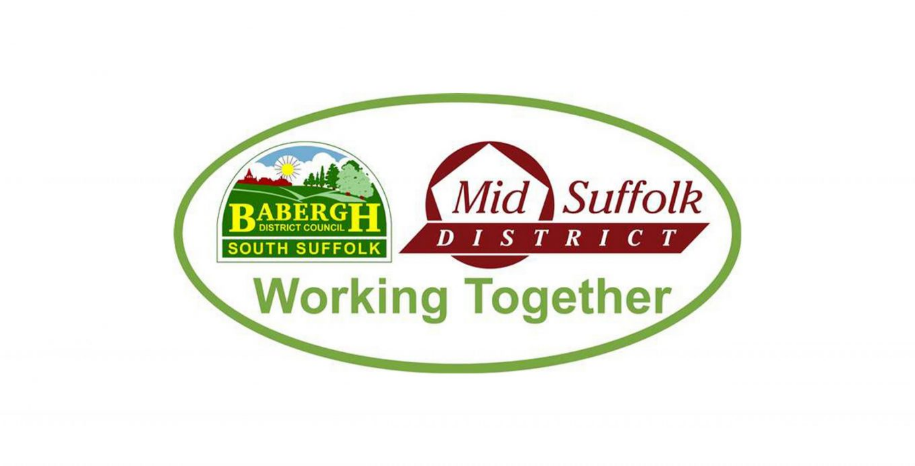 BABERGH
DISTRICT COUNCIL
SOUTH SUFFOLK
Mid Suffolk
DISTRICT
Working Together